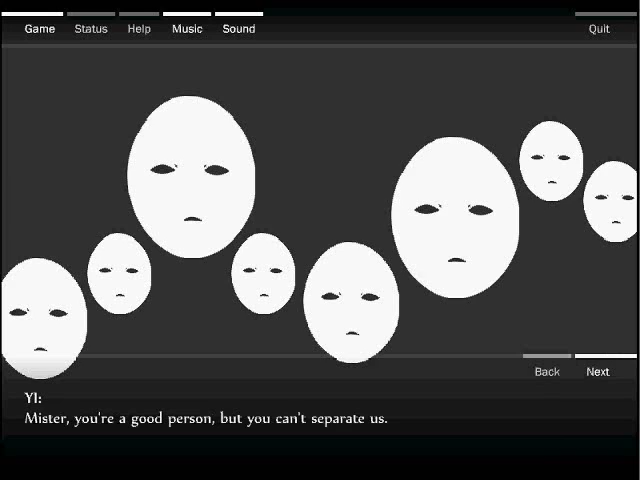 Game Status Help Music Sound Quit
Back Next
YI:
Mister, you're a good person, but you can't separate us.